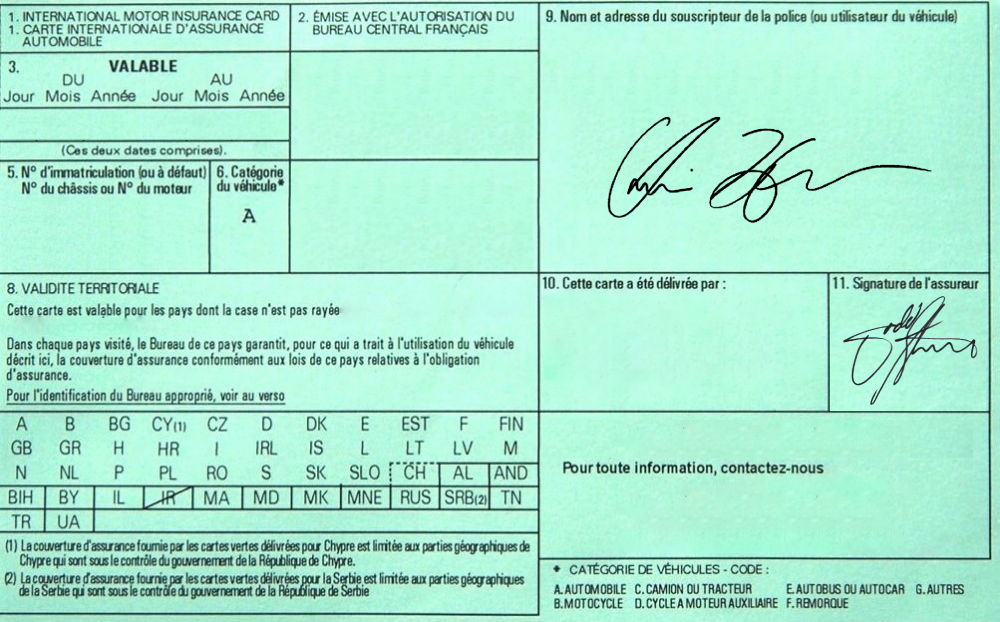 1. INTERNATIONAL MOTOR INSURANCE CARD
1. CARTE INTERNATIONALE D'ASSURANCE
AUTOMOBILE
2. ÉMISE AVEC L'AUTORISATION DU
BUREAU CENTRAL FRANÇAIS
3. VALABLE
DU AU
Jour Mois Année Jour Mois Année
(Ces deux dates comprises).
5. N° d'immatriculation (ou à défaut)
N° du châssis ou N° du moteur
6. Catégorie
du véhicule*
A
8. VALIDITE TERRITORIALE
Cette carte est valable pour les pays dont la case n'est pas rayée
Dans chaque pays visité, le Bureau de ce pays garantit, pour ce qui a trait à l'utilisation du véhicule
décrit ici, la couverture d'assurance conformément aux lois de ce pays relatives à l'obligation
d'assurance.
Pour l'identification du Bureau approprié, voir au verso
A B BG CY(1) CZ D DK E EST F FIN
GB GR H HR I IRL IS L LT LV M
N NL P PL RO S SK SLO CH AL AND
BIH BY IL IR MA MD MK MNE RUS SRB(2) TN
TR UA
(1) La couverture d'assurance fournie par les cartes vertes délivrées pour Chypre est limitée aux parties géographiques de
Chypre qui sont sous le contrôle du gouvernement de la République de Chypre.
(2) La couverture d'assurance fournie par les cartes vertes délivrées pour la Serbie est limitée aux parties géographiques
de la Serbie qui sont sous le contrôle du gouvernement de la République de Serbie
9. Nom et adresse du souscripteur de la police (ou utilisateur du véhicule)
10. Cette carte a été délivrée par :
11. Signature de l'assureur
Pour toute information, contactez-nous
* CATÉGORIE DE VÉHICULES - CODE :
A. AUTOMOBILE C. CAMION OU TRACTEUR E. AUTOBUS OU AUTOCAR G. AUTRES
B. MOTOCYCLE D. CYCLE A MOTEUR AUXILIAIRE F. REMORQUE